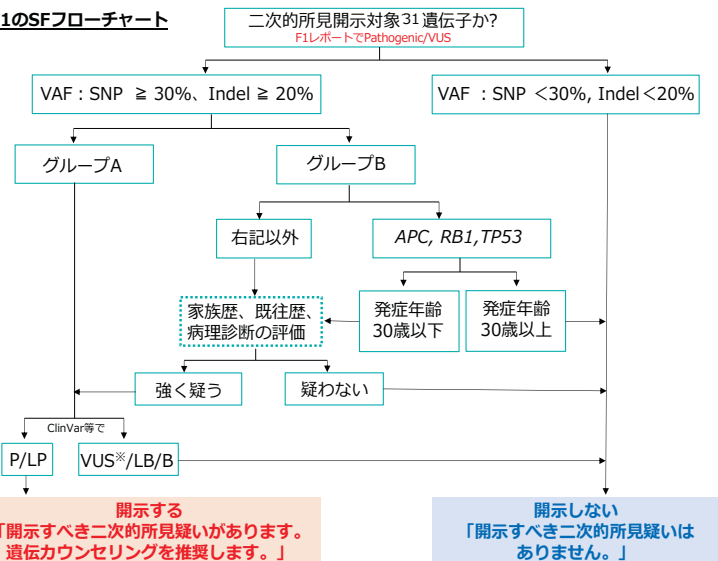 1のSFフローチャート
二次的所見開示対象31遺伝子か?
F1レポートでPathogenic/VUS
VAF:SNP ≧ 30%、Indel ≧ 20%
VAF :SNP <30%, Indel<20%
グループA
グループB
右記以外
APC, RB1,TP53
家族歴、既往歴、
病理診断の評価
発症年齢
30歳以下
発症年齢
30歳以上
強く疑う
疑わない
ClinVar等で
P/LP
VUS※/LB/B
開示する
「開示すべき二次的所見疑いがあります。
遺伝カウンセリングを推奨します。」
開示しない
「開示すべき二次的所見疑いは
ありません。」